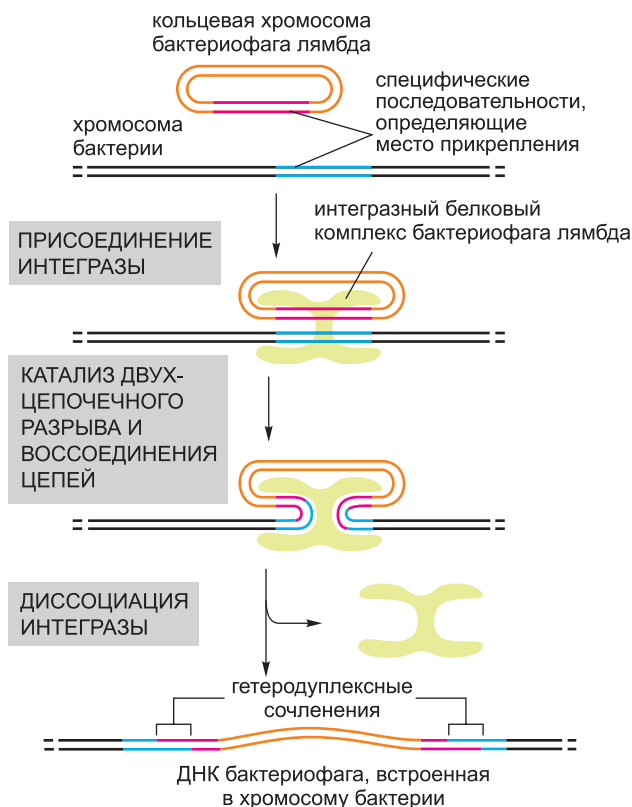 кольцевая хромосома
бактериофага лямбда
специфические
последовательности,
определяющие
место прикрепления
хромосома
бактерии
интегразный белковый
комплекс бактериофага лямбда
ПРИСОЕДИНЕНИЕ
ИНТЕГРАЗЫ
КАТАЛИЗ ДВУХ-
ЦЕПОЧЕЧНОГО
РАЗРЫВА И
ВОССОЕДИНЕНИЯ
ЦЕПЕЙ
ДИССОЦИАЦИЯ
ИНТЕГРАЗЫ
гетеродуплексные
сочленения
ДНК бактериофага, встроенная
в хромосому бактерии